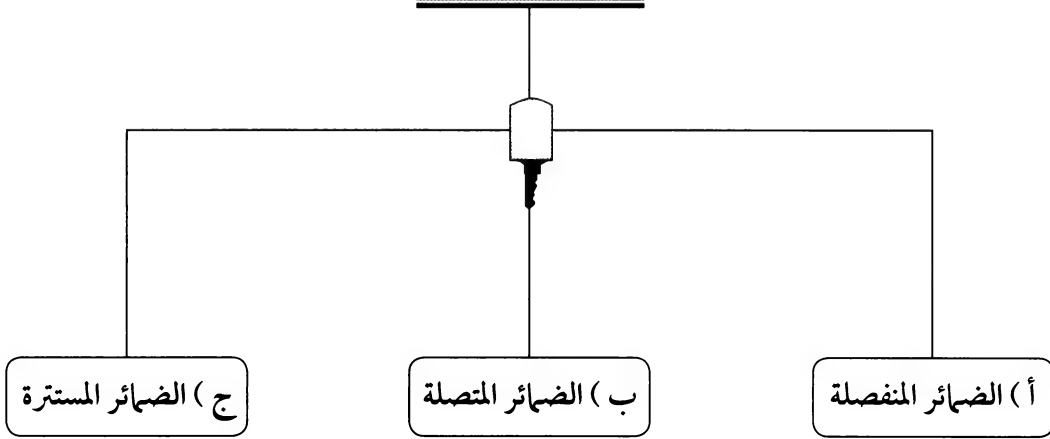 أ ) الضمائر المنفصلة
ب ) الضمائر المتصلة
ج ) الضمائر المستترة